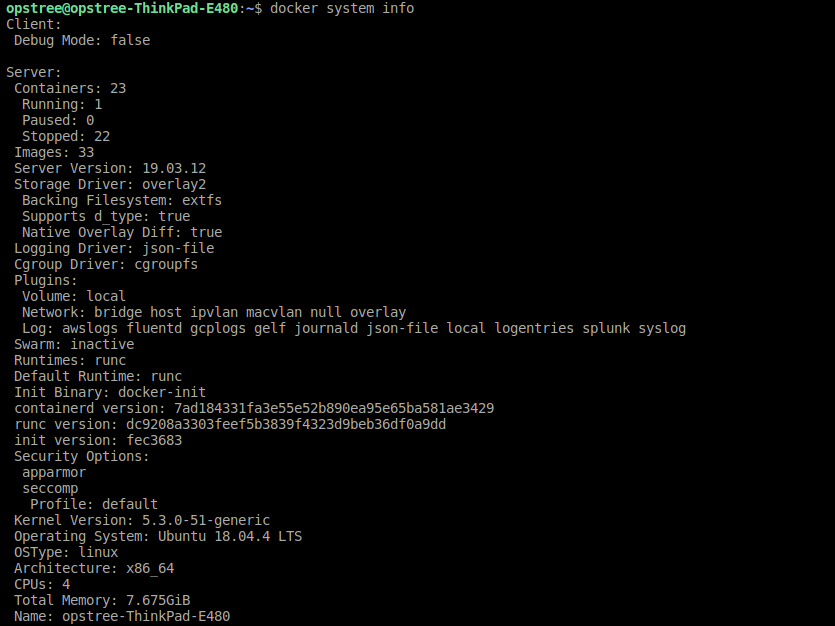 opstree@opstree-ThinkPad-E480:~$ docker system info
Client:
 Debug Mode: false

Server:
 Containers: 23
  Running: 1
  Paused: 0
  Stopped: 22
 Images: 33
 Server Version: 19.03.12
 Storage Driver: overlay2
  Backing Filesystem: extfs
  Supports d_type: true
  Native Overlay Diff: true
 Logging Driver: json-file
 Cgroup Driver: cgroupfs
 Plugins:
  Volume: local
  Network: bridge host ipvlan macvlan null overlay
  Log: awslogs fluentd gcplogs gelf journald json-file local logentries splunk syslog
 Swarm: inactive
 Runtimes: runc
 Default Runtime: runc
 Init Binary: docker-init
 containerd version: 7ad184331fa3e55e52b890ea95e65ba581ae3429
 runc version: dc9208a3303feef5b3839f4323d9beb36df0a9dd
 init version: fec3683
 Security Options:
  apparmor
  seccomp
   Profile: default
 Kernel Version: 5.3.0-51-generic
 Operating System: Ubuntu 18.04.4 LTS
 OSType: linux
 Architecture: x86_64
 CPUs: 4
 Total Memory: 7.675GiB
 Name: opstree-ThinkPad-E480